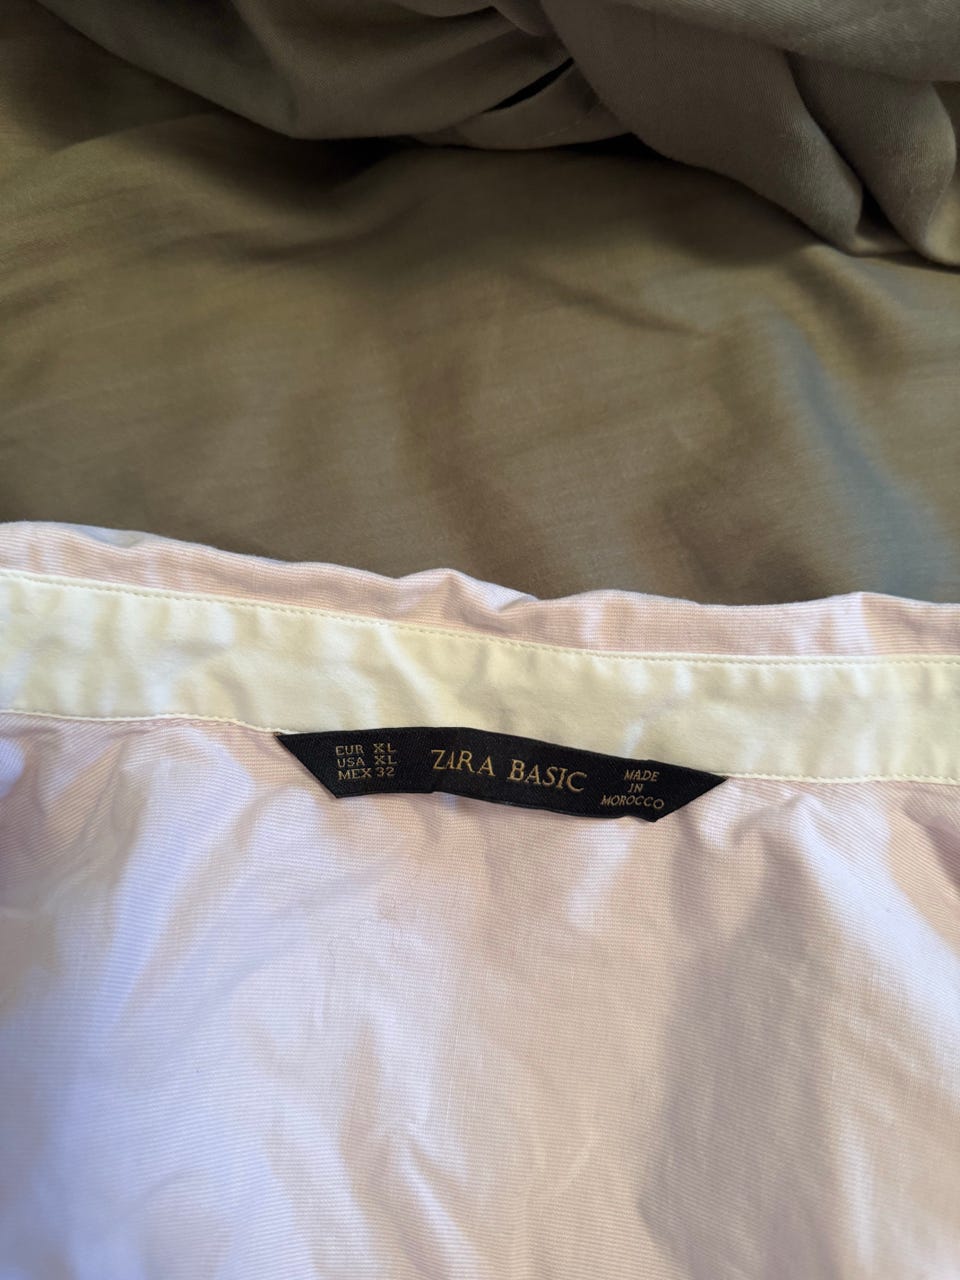 EUR XL
USA XL
MEX 32
ZARA BASIC
MADE
IN
MOROCCO